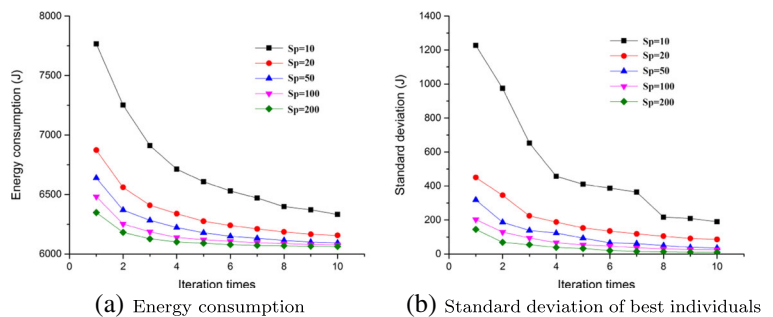 8000
7500
7000
6500
6000
Energy consumption (J)
Sp=10
Sp=20
Sp=50
Sp=100
Sp=200
0 2 4 6 8 10
Iteration times
(a) Energy consumption
1400
1200
1000
800
600
400
200
0
Standard deviation (J)
Sp=10
Sp=20
Sp=50
Sp=100
Sp=200
0 2 4 6 8 10
Iteration times
(b) Standard deviation of best individuals